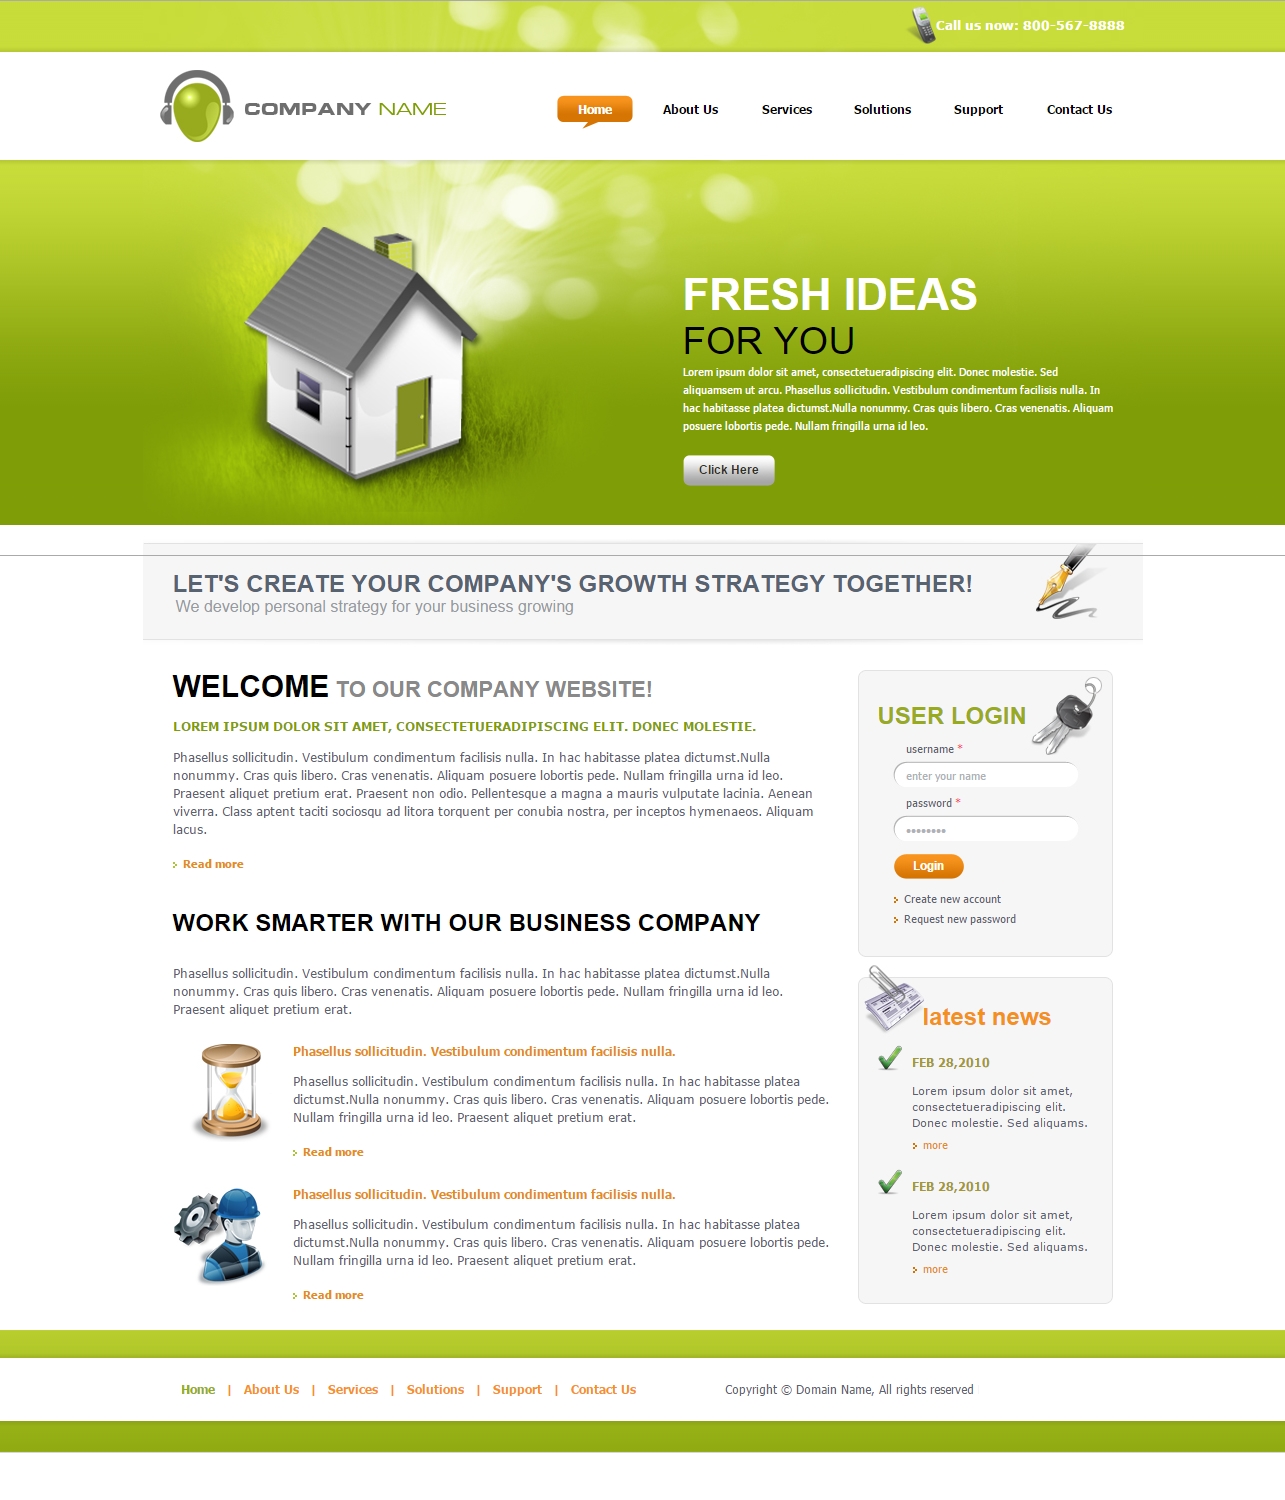 Call us now: 800-567-8888
COMPANY NAME
Home
About Us
Services
Solutions
Support
Contact Us
FRESH IDEAS
FOR YOU
Lorem ipsum dolor sit amet, consectetueradipiscing elit. Donec molestie. Sed
aliquamsem ut arcu. Phasellus sollicitudin. Vestibulum condimentum facilisis nulla. In
hac habitasse platea dictumst.Nulla nonummy. Cras quis libero. Cras venenatis. Aliquam
posuere lobortis pede. Nullam fringilla urna id leo.
Click Here
LET'S CREATE YOUR COMPANY'S GROWTH STRATEGY TOGETHER!
We develop personal strategy for your business growing
WELCOME TO OUR COMPANY WEBSITE!
LOREM IPSUM DOLOR SIT AMET, CONSECTETUERADIPISCING ELIT. DONEC MOLESTIE.
Phasellus sollicitudin. Vestibulum condimentum facilisis nulla. In hac habitasse platea dictumst.Nulla
nonummy. Cras quis libero. Cras venenatis. Aliquam posuere lobortis pede. Nullam fringilla urna id leo.
Praesent aliquet pretium erat. Praesent non odio. Pellentesque a magna a mauris vulputate lacinia. Aenean
viverra. Class aptent taciti sociosqu ad litora torquent per conubia nostra, per inceptos hymenaeos. Aliquam
lacus.
Read more
WORK SMARTER WITH OUR BUSINESS COMPANY
Phasellus sollicitudin. Vestibulum condimentum facilisis nulla. In hac habitasse platea dictumst.Nulla
nonummy. Cras quis libero. Cras venenatis. Aliquam posuere lobortis pede. Nullam fringilla urna id leo.
Praesent aliquet pretium erat.
Phasellus sollicitudin. Vestibulum condimentum facilisis nulla.
Phasellus sollicitudin. Vestibulum condimentum facilisis nulla. In hac habitasse platea
dictumst.Nulla nonummy. Cras quis libero. Cras venenatis. Aliquam posuere lobortis pede.
Nullam fringilla urna id leo. Praesent aliquet pretium erat.
Read more
Phasellus sollicitudin. Vestibulum condimentum facilisis nulla.
Phasellus sollicitudin. Vestibulum condimentum facilisis nulla. In hac habitasse platea
dictumst.Nulla nonummy. Cras quis libero. Cras venenatis. Aliquam posuere lobortis pede.
Nullam fringilla urna id leo. Praesent aliquet pretium erat.
Read more
USER LOGIN
username *
enter your name
password *
••••••••
Login
Create new account
Request new password
latest news
FEB 28,2010
Lorem ipsum dolor sit amet,
consectetueradipiscing elit.
Donec molestie. Sed aliquams.
more
FEB 28,2010
Lorem ipsum dolor sit amet,
consectetueradipiscing elit.
Donec molestie. Sed aliquams.
more
Home | About Us | Services | Solutions | Support | Contact Us
Copyright © Domain Name, All rights reserved